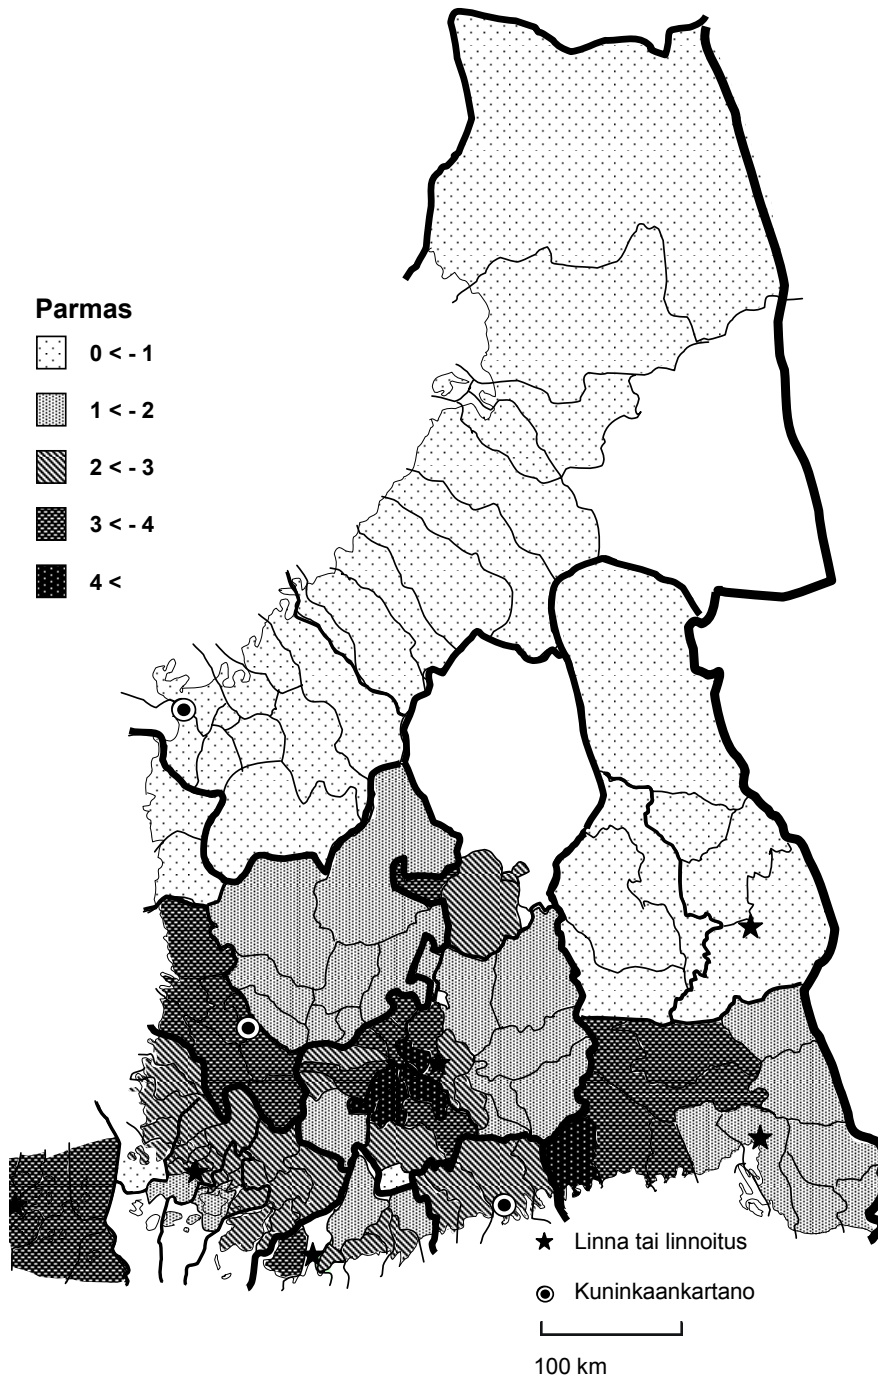 Parmas
0 < - 1
1 < - 2
2 < - 3
3 < - 4
4 <
Linna tai linnoitus
Kuninkaankartano
100 km